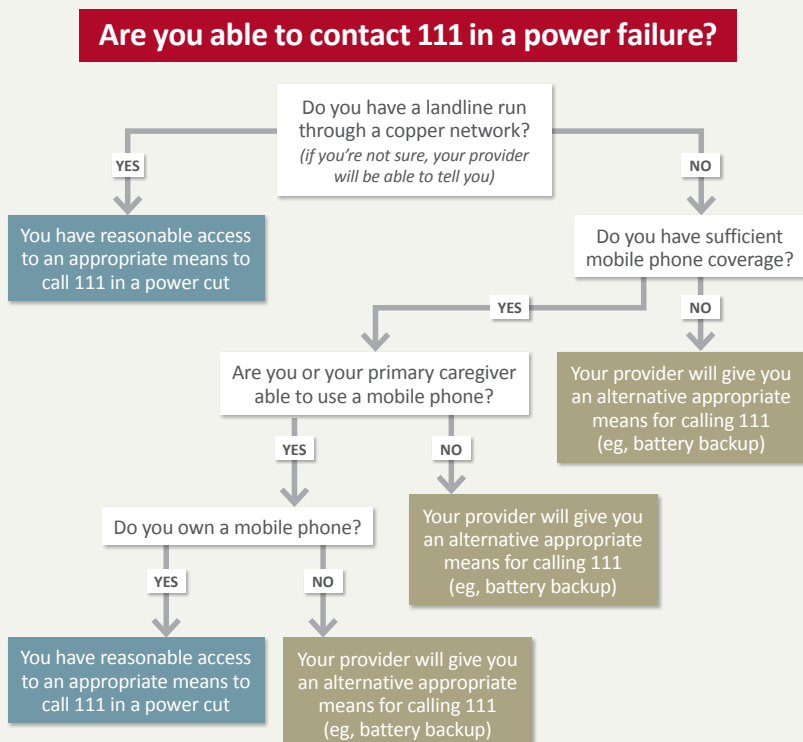 Are you able to contact 111 in a power failure?
Do you have a landline run
through a copper network?
(if you're not sure, your provider
will be able to tell you)
YES
NO
You have reasonable access
to an appropriate means to
call 111 in a power cut
Do you have sufficient
mobile phone coverage?
YES
NO
Are you or your primary caregiver
able to use a mobile phone?
Your provider will give you
an alternative appropriate
means for calling 111
(eg, battery backup)
YES
NO
Do you own a mobile phone?
Your provider will give you
an alternative appropriate
means for calling 111
(eg, battery backup)
YES
NO
You have reasonable access
to an appropriate means to
call 111 in a power cut
Your provider will give you
an alternative appropriate
means for calling 111
(eg, battery backup)